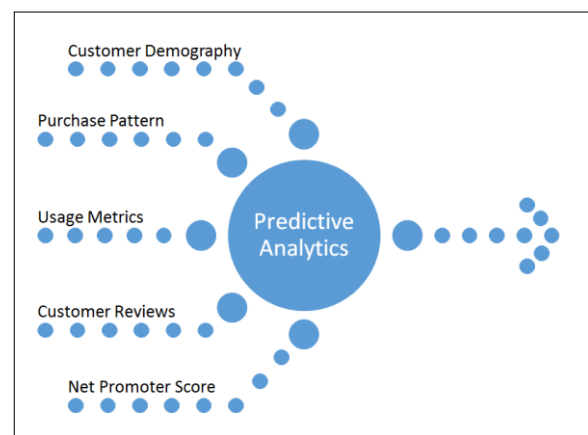 Customer Demography
Purchase Pattern
Usage Metrics
Predictive
Analytics
Customer Reviews
Net Promoter Score